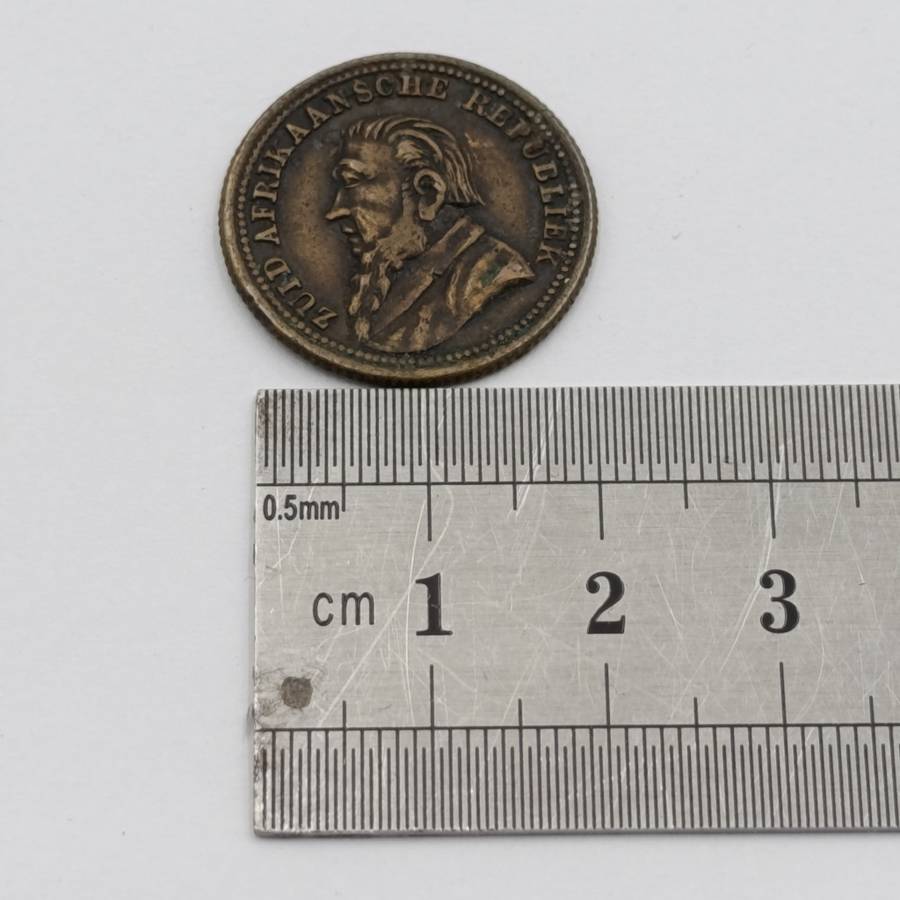 ZUID AFRIKAANSCHE REPUBLIEK
0.5mm
cm 1 2 3